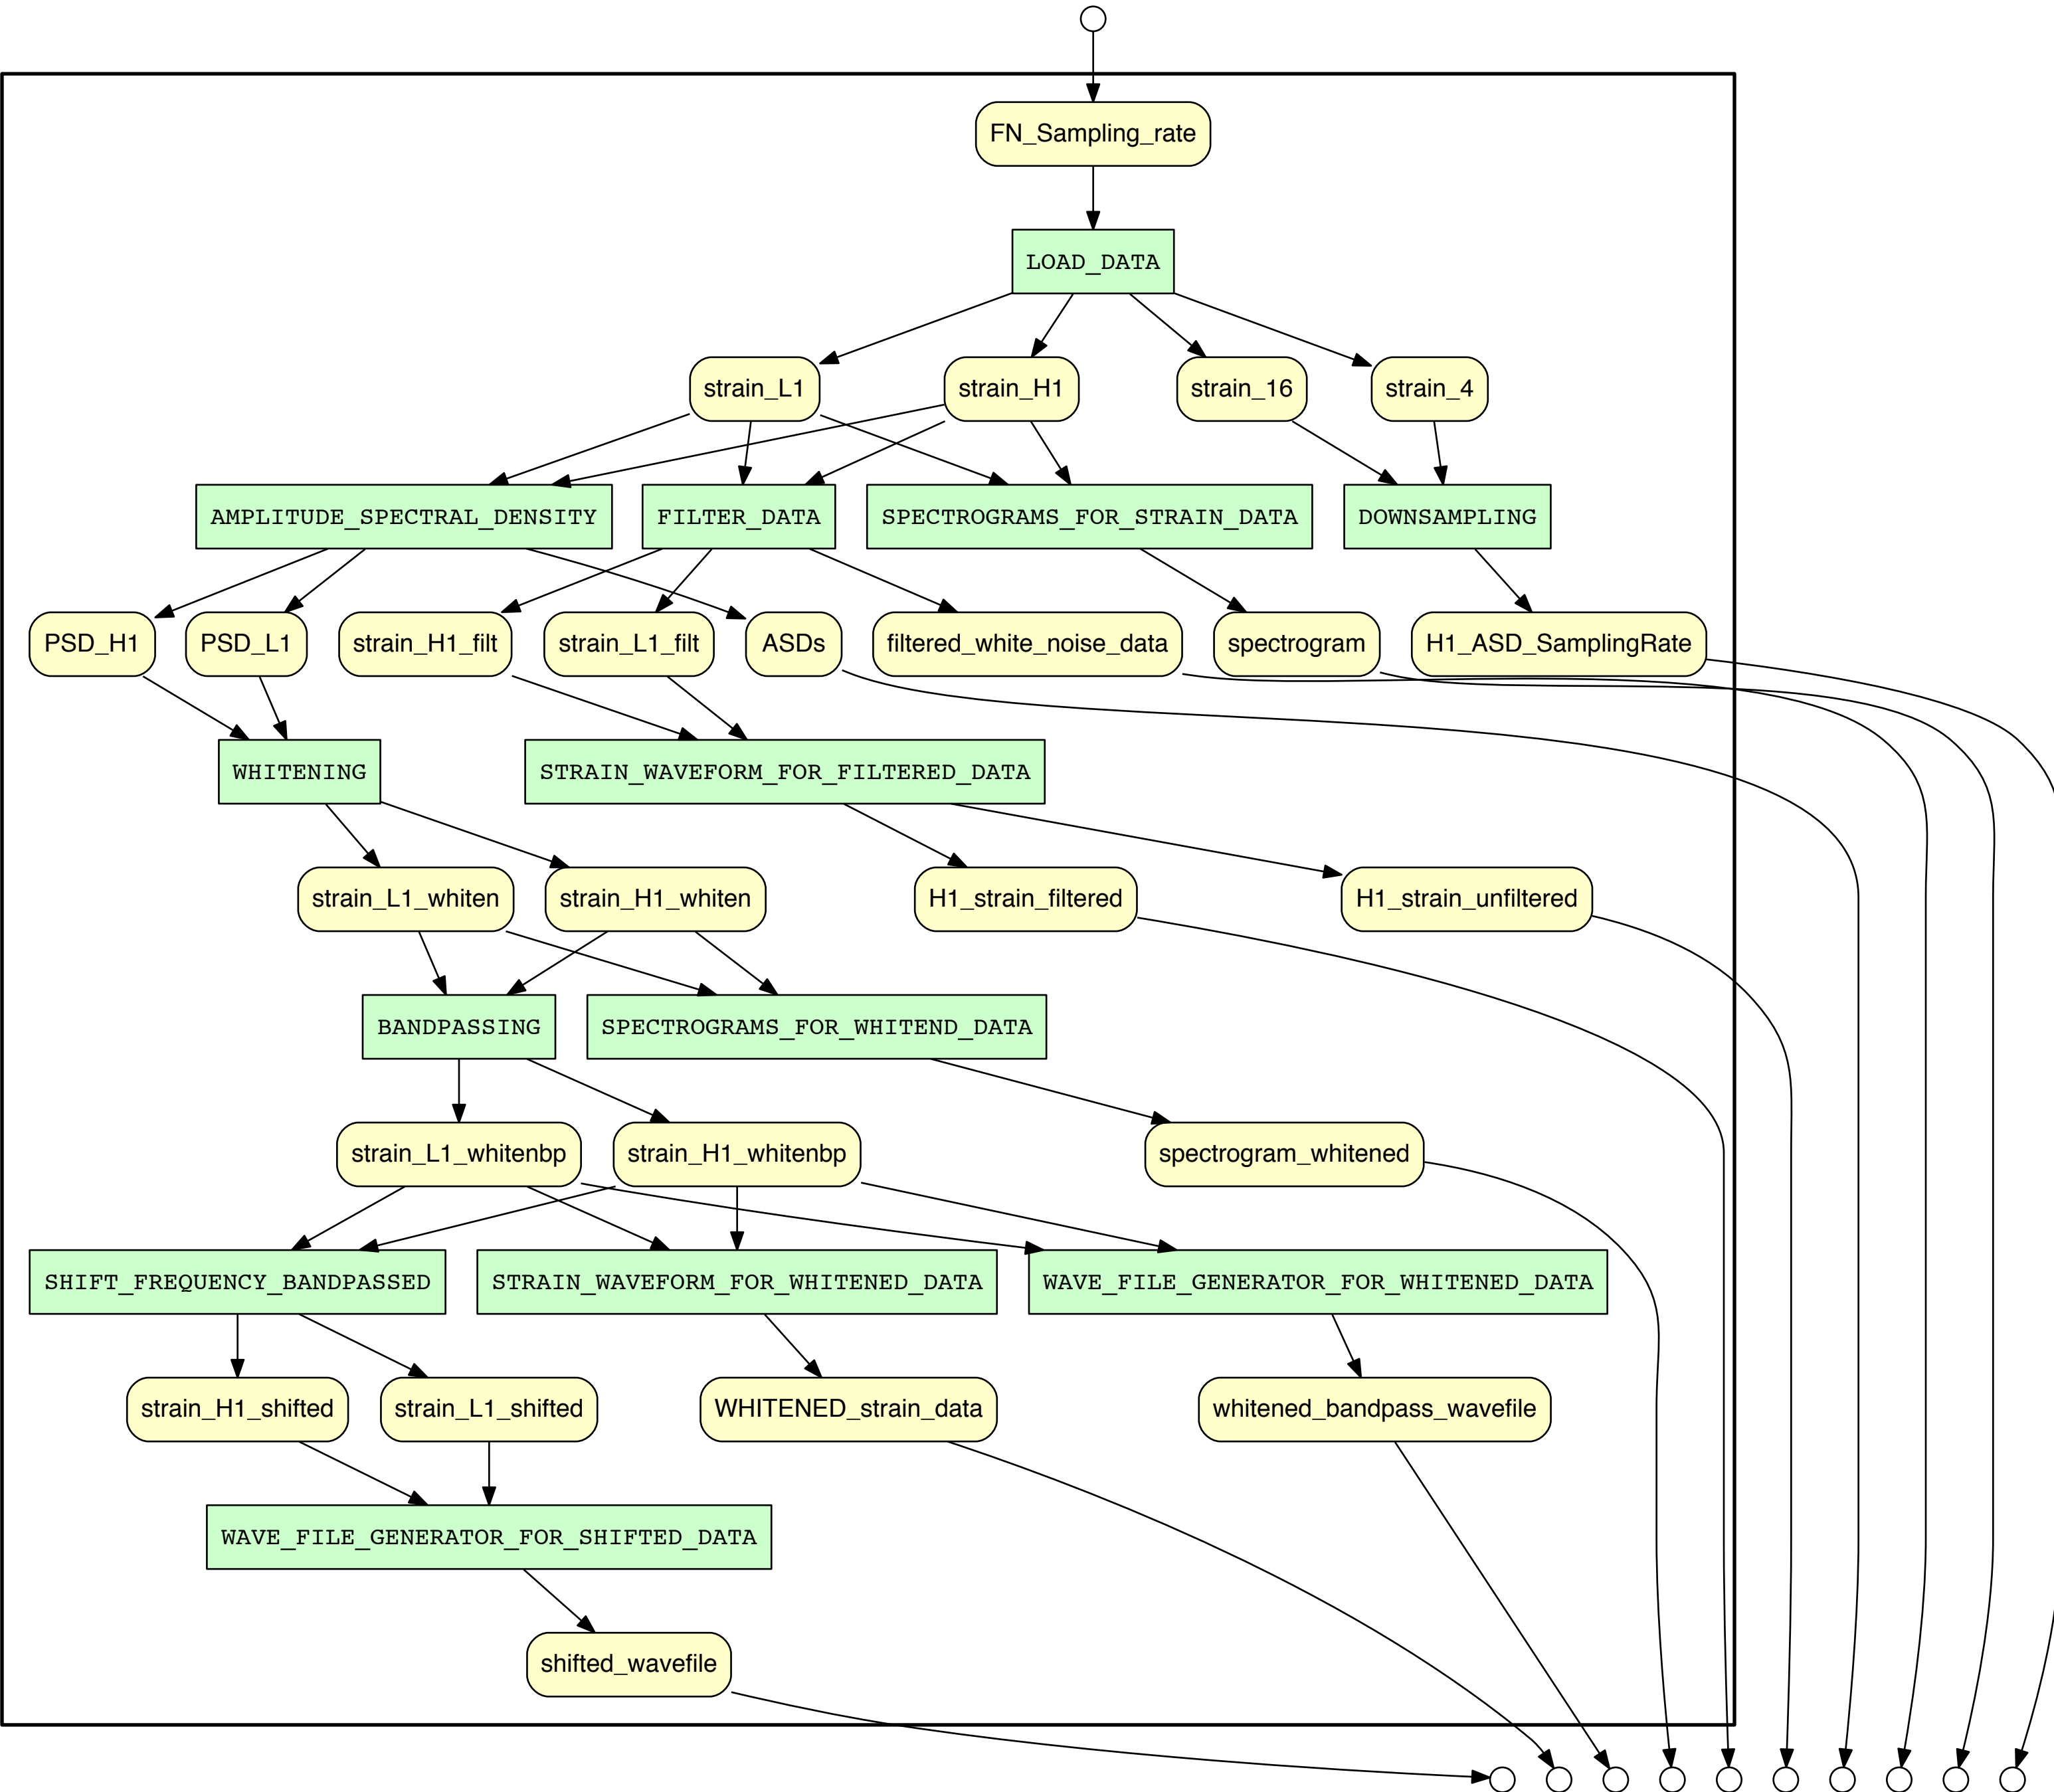 FN_Sampling_rate
LOAD_DATA
strain_L1
strain_H1
strain_16
strain_4
AMPLITUDE_SPECTRAL_DENSITY
FILTER_DATA
SPECTROGRAMS_FOR_STRAIN_DATA
DOWNSAMPLING
PSD_H1
PSD_L1
strain_H1_filt
strain_L1_filt
ASDs
filtered_white_noise_data
spectrogram
H1_ASD_SamplingRate
WHITENING
STRAIN_WAVEFORM_FOR_FILTERED_DATA
strain_L1_whiten
strain_H1_whiten
H1_strain_filtered
H1_strain_unfiltered
BANDPASSING
SPECTROGRAMS_FOR_WHITEND_DATA
strain_L1_whitenbp
strain_H1_whitenbp
spectrogram_whitened
SHIFT_FREQUENCY_BANDPASSED
STRAIN_WAVEFORM_FOR_WHITENED_DATA
WAVE_FILE_GENERATOR_FOR_WHITENED_DATA
strain_H1_shifted
strain_L1_shifted
WHITENED_strain_data
whitened_bandpass_wavefile
WAVE_FILE_GENERATOR_FOR_SHIFTED_DATA
shifted_wavefile